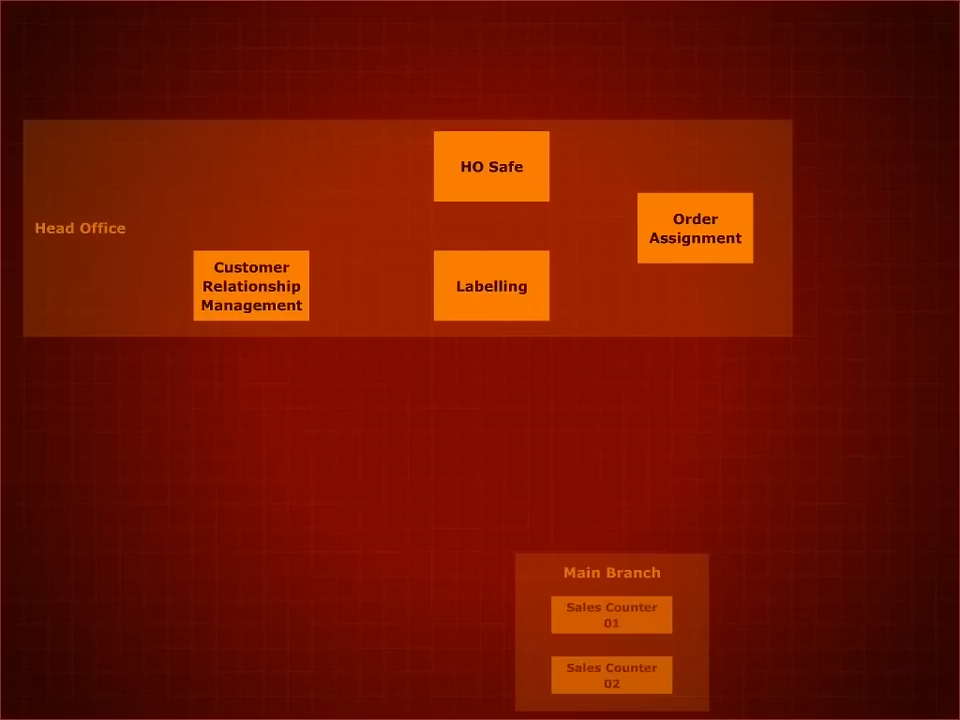 HO Safe
Order
Assignment
Head Office
Customer
Relationship
Management
Labelling
Main Branch
Sales Counter
01
Sales Counter
02